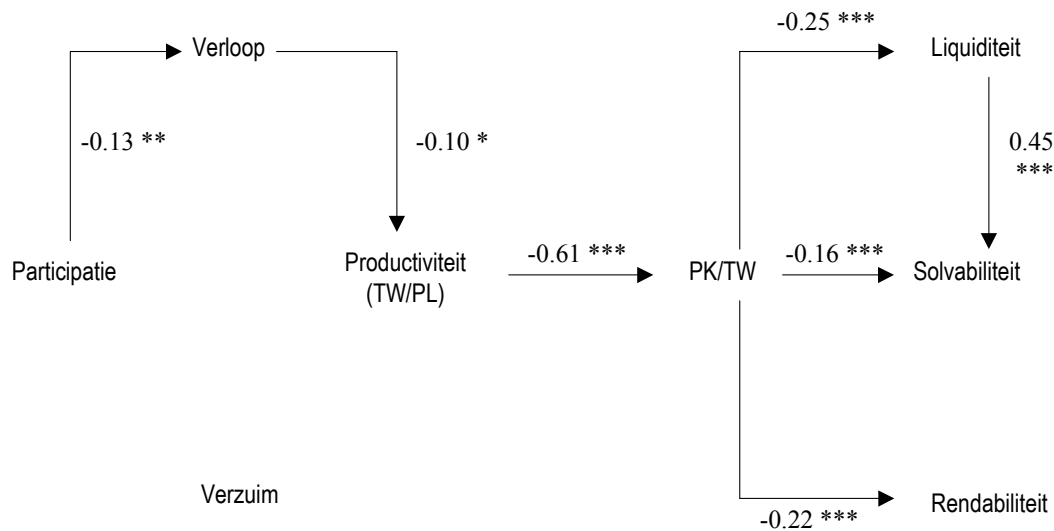 -0.25 ***
Verloop
Liquiditeit
-0.13 **
-0.10 *
0.45
***
Participatie
Productiviteit
(TW/PL)
-0.61 ***
PK/TW
-0.16 ***
Solvabiliteit
Verzuim
-0.22 ***
Rendabiliteit